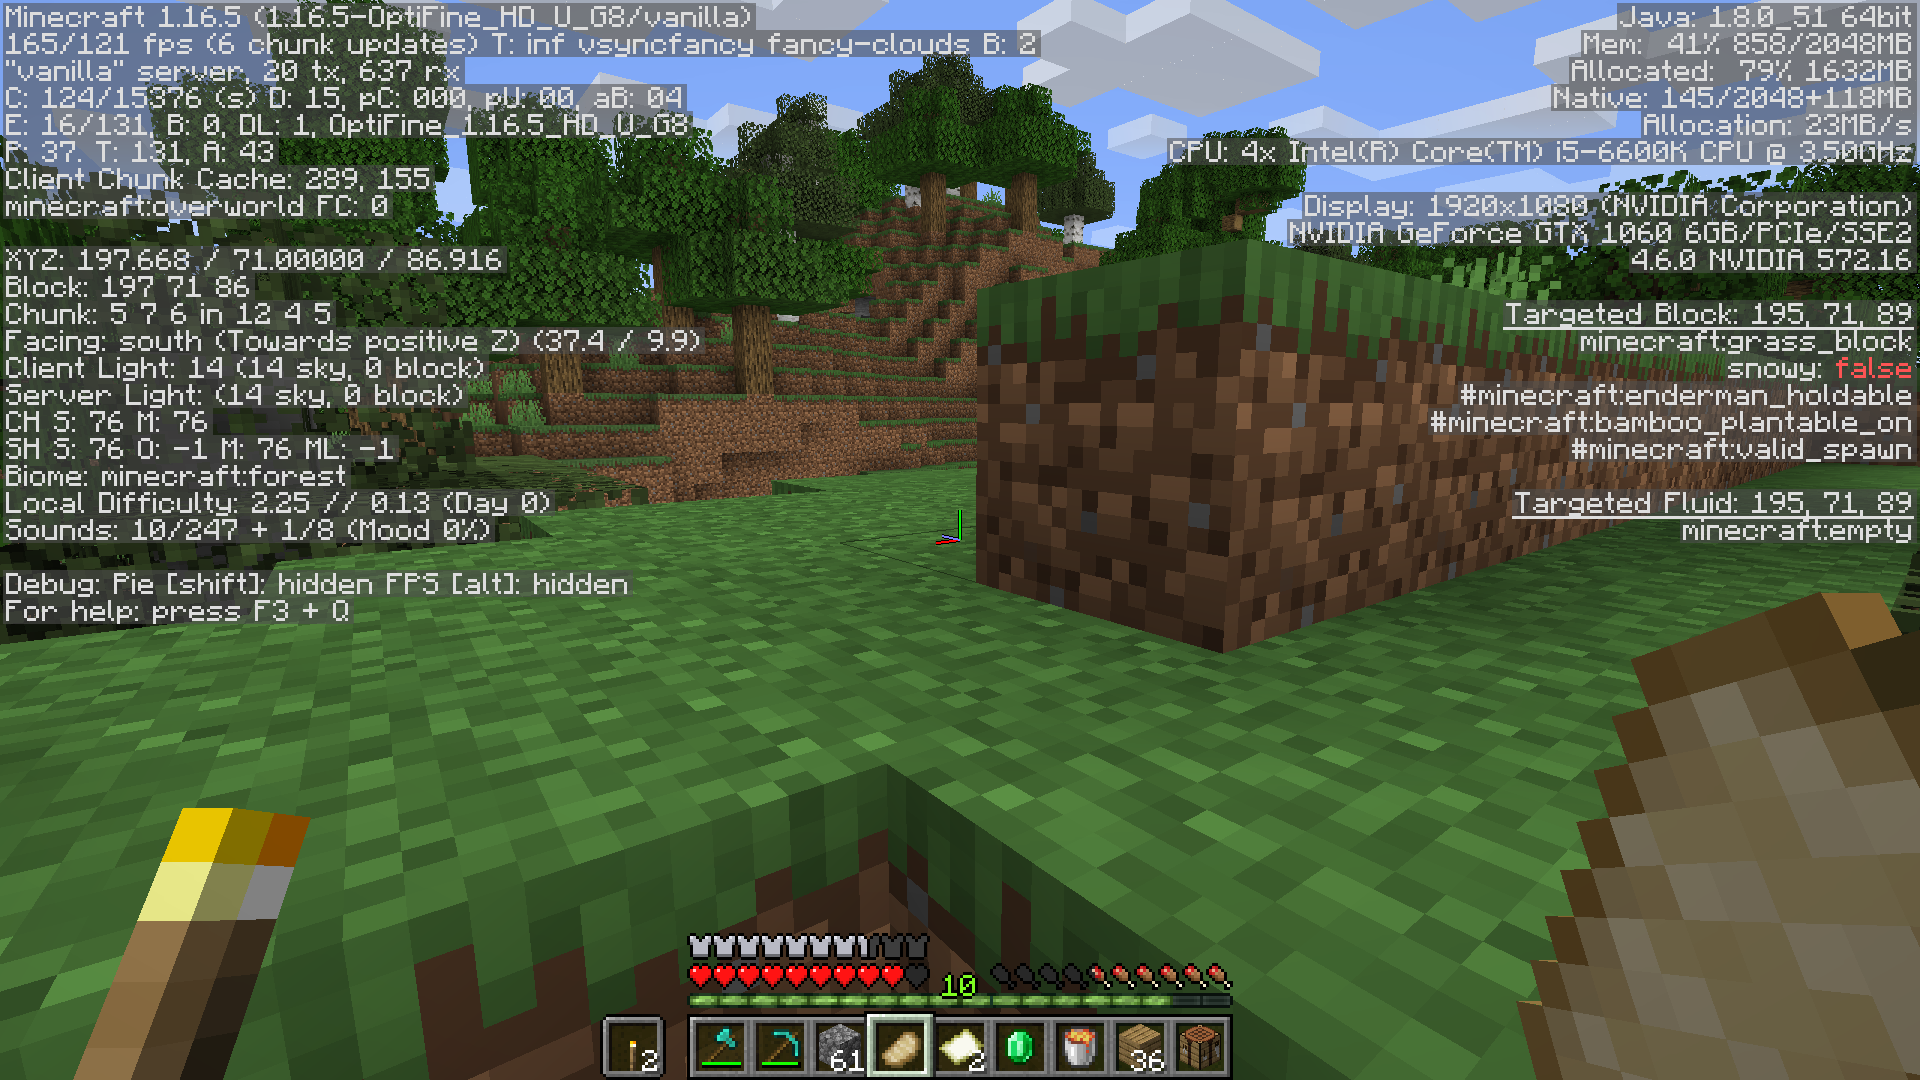 Minecraft 1.16.5 (1.16.5-OptiFine_HD_U_G8/vanilla)
165/121 fps (6 chunk updates) T: inf vsyncfancy fancy-clouds B: 2
"vanilla" server, 20 tx, 637 rx
C: 124/15376 (s) D: 15, pC: 000, pU: 00, aB: 04
E: 16/131, B: 0, DL: 1, OptiFine_1.16.5_HD_U_G8
P: 37. T: 131, A: 43
Client Chunk Cache: 289, 155
minecraft:overworld FC: 0
XYZ: 197.668 / 71.00000 / 86.916
Block: 197 71 86
Chunk: 5 7 6 in 12 4 5
Facing: south (Towards positive Z) (37.4 / 9.9)
Client Light: 14 (14 sky, 0 block)
Server Light: (14 sky, 0 block)
CH S: 76 M: 76
SH S: 76 O: -1 M: 76 ML: -1
Biome: minecraft:forest
Local Difficulty: 2.25 // 0.13 (Day 0)
Sounds: 10/247 + 1/8 (Mood 0%)
Debug: Pie [shift]: hidden FPS [alt]: hidden
For help: press F3 + Q
Java: 1.8.0_51 64bit
Mem: 41% 858/2048MB
Allocated: 79% 1632MB
Native: 145/2048+118MB
Allocation: 23MB/s
CPU: 4x Intel(R) Core(TM) i5-6600K CPU @ 3.50GHz
Display: 1920x1080 (NVIDIA Corporation)
NVIDIA GeForce GTX 1060 6GB/PCIe/SSE2
4.6.0 NVIDIA 572.16
Targeted Block: 195, 71, 89
minecraft:grass_block
snowy: false
#minecraft:enderman_holdable
#minecraft:bamboo_plantable_on
#minecraft:valid_spawn
Targeted Fluid: 195, 71, 89
minecraft:empty
10
2 61 2 36